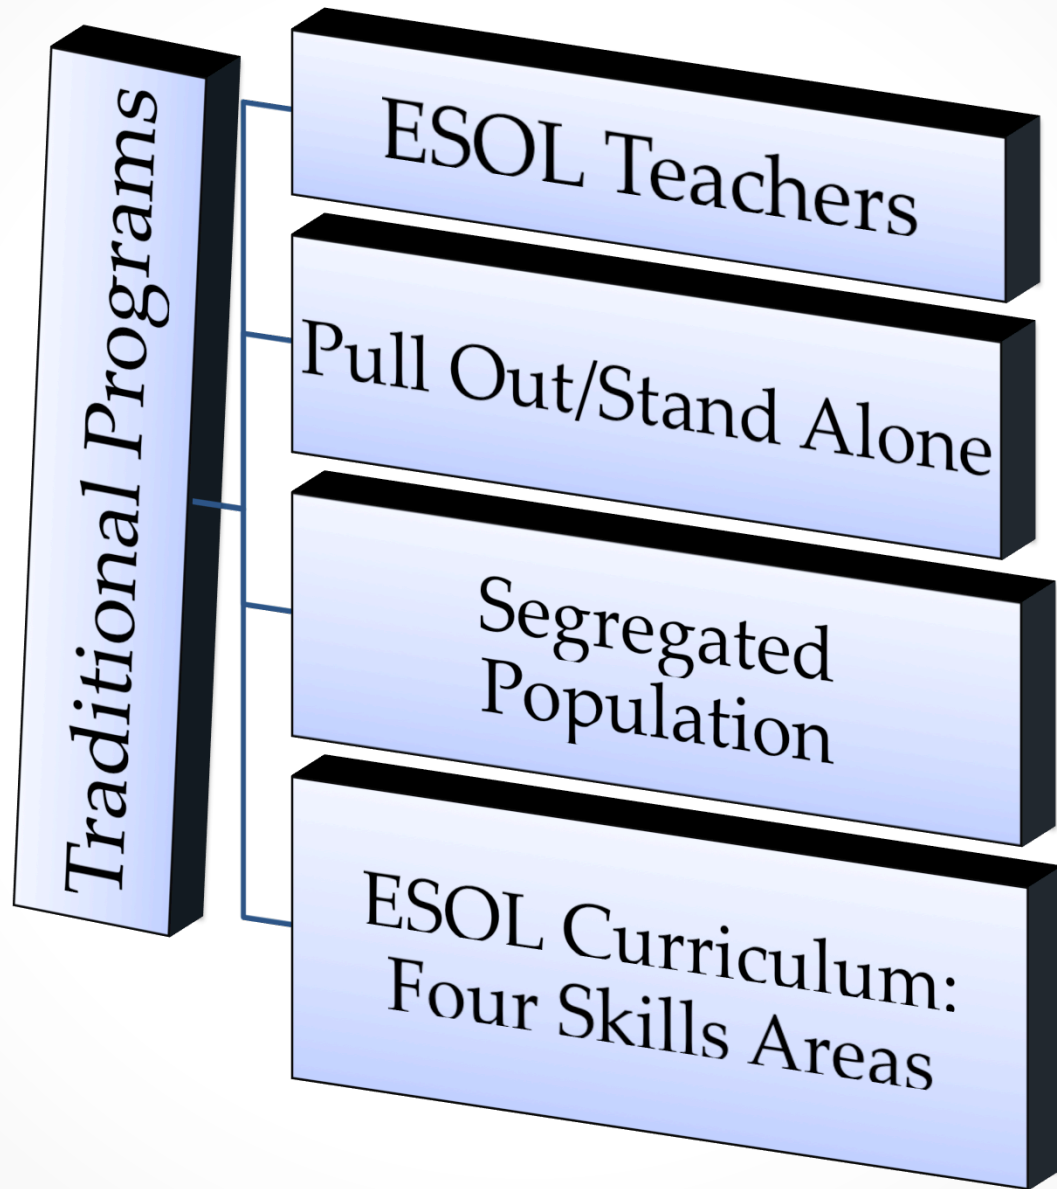 Traditional Programs
ESOL Teachers
Pull Out/Stand Alone
Segregated
Population
ESOL Curriculum:
Four Skills Areas